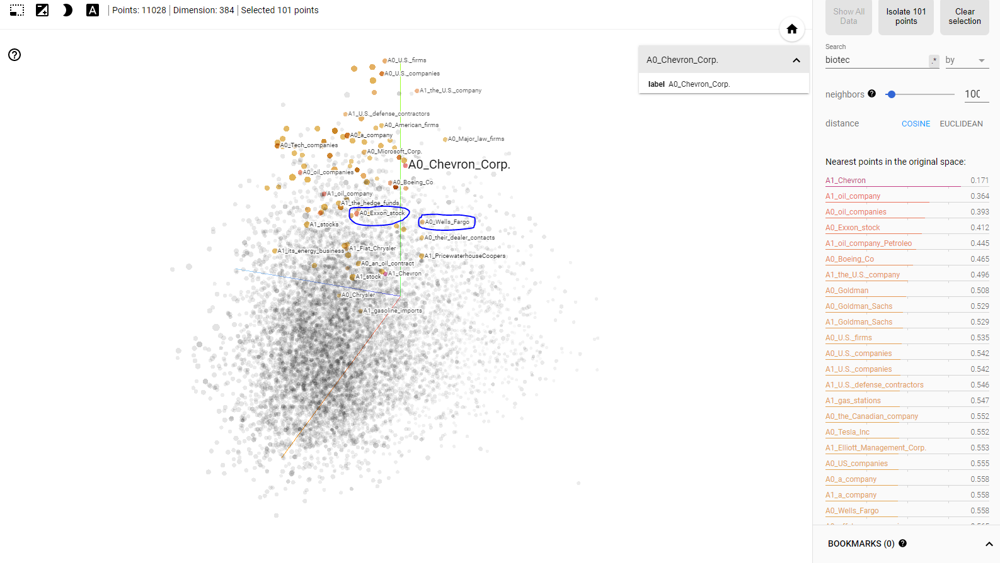 A
Points: 11028 | Dimension: 384 | Selected 101 points
Show All Data
Isolate 101 points
Clear selection
Search
biotec
.*
by
neighbors
100
distance
COSINE
EUCLIDEAN
Nearest points in the original space:
A1_Chevron 0.171
A1_oil_company 0.364
A0_oil_companies 0.393
A0_Exxon_stock 0.412
A1_oil_company_Petroleo 0.445
A0_Boeing_Co 0.465
A1_the_U.S._company 0.496
A0_Goldman 0.508
A0_Goldman_Sachs 0.529
A1_Goldman_Sachs 0.529
A0_U.S._firms 0.535
A0_U.S._companies 0.542
A1_U.S._companies 0.542
A1_U.S._defense_contractors 0.546
A1_gas_stations 0.547
A0_the_Canadian_company 0.552
A0_Tesla_Inc 0.552
A1_Elliott_Management_Corp. 0.553
A0_US_companies 0.555
A0_a_company 0.558
A1_a_company 0.558
A0_Wells_Fargo 0.558
BOOKMARKS (0)
A0_Chevron_Corp.
label A0_Chevron_Corp.
A0_U.S._firms
A0_U.S._companies
A1_the_U.S._company
A1_U.S._defense_contractors
A0_American_firms
A0_a_company
A0_Major_law_firms
A0_Tech_companies
A0_Microsoft_Corp.
A0_Chevron_Corp.
A0_oil_companies
A0_Boeing_Co
A1_oil_company
A1_the_hedge_funds
A0_Exxon_stock
A0_Wells_Fargo
A1_stocks
A0_their_dealer_contacts
A1_Fiat_Chrysler
A1_its_energy_business
A1_PricewaterhouseCoopers
A0_an_oil_contract
A1_Chevron
A1_stock
A0_Chrysler
A1_gasoline_imports